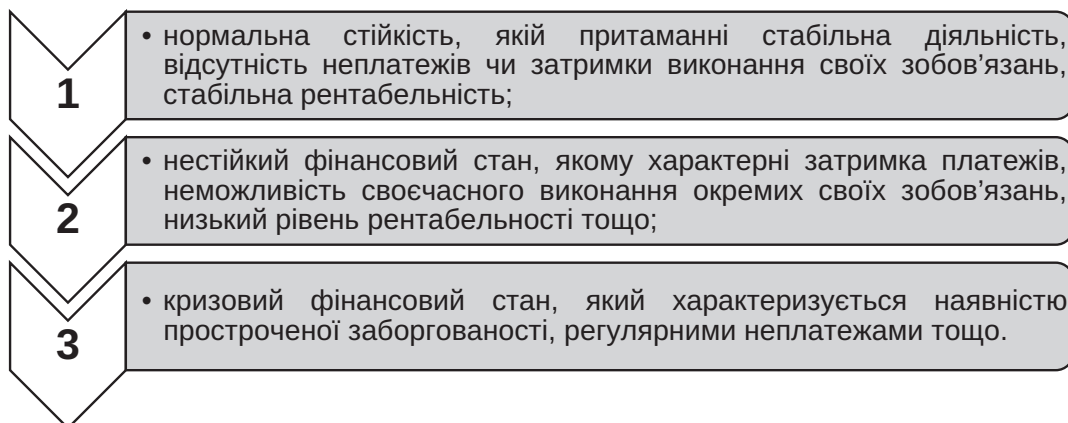 1
• нормальна стійкість, якій притаманні стабільна діяльність,
відсутність неплатежів чи затримки виконання своїх зобов’язань,
стабільна рентабельність;
2
• нестійкий фінансовий стан, якому характерні затримка платежів,
неможливість своєчасного виконання окремих своїх зобов’язань,
низький рівень рентабельності тощо;
3
• кризовий фінансовий стан, який характеризується наявністю
простроченої заборгованості, регулярними неплатежами тощо.